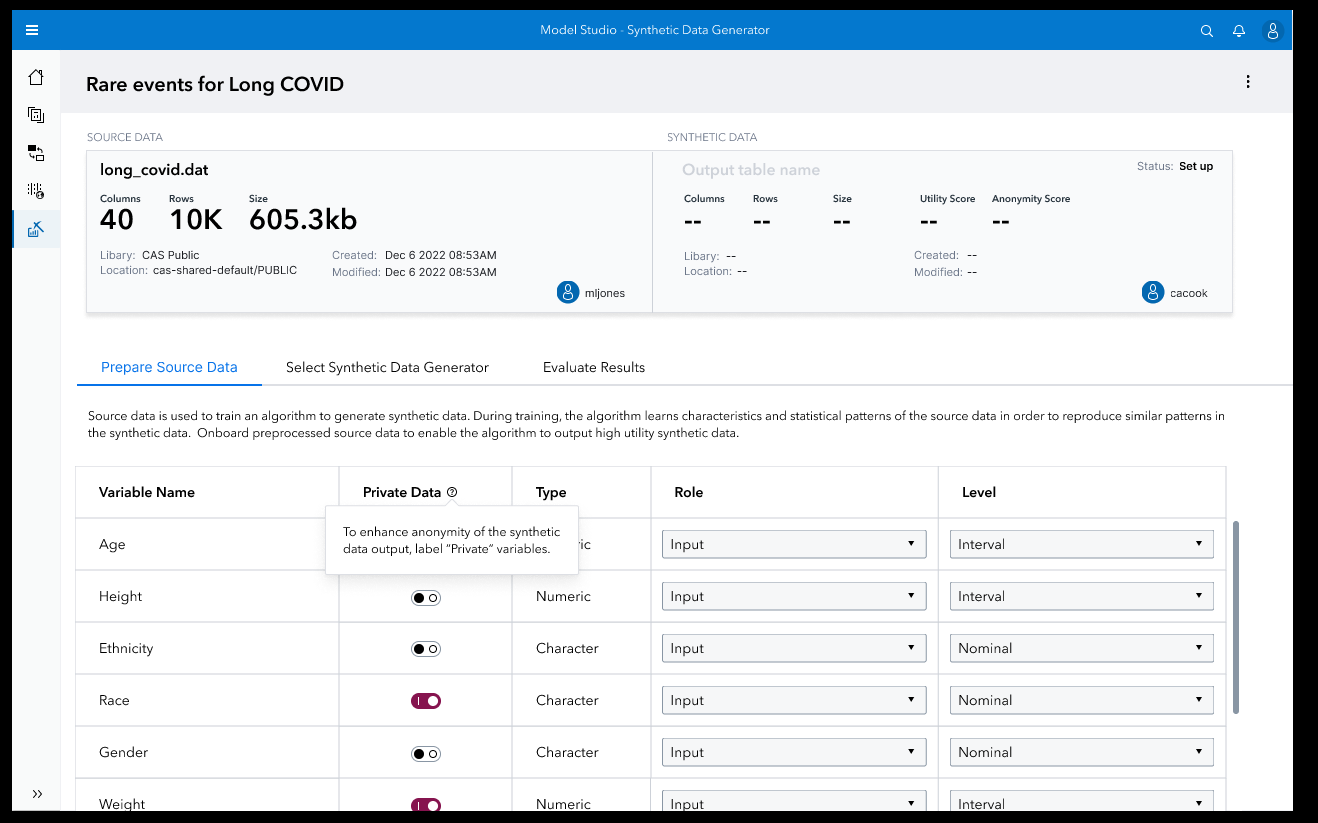 Model Studio - Synthetic Data Generator
Rare events for Long COVID
SOURCE DATA
long_covid.dat
Columns Rows Size
40 10K 605.3kb
Libary: CAS Public Created: Dec 6 2022 08:53AM
Location: cas-shared-default/PUBLIC Modified: Dec 6 2022 08:53AM
mljones
SYNTHETIC DATA
Output table name Status: Set up
Columns Rows Size Utility Score Anonymity Score
-- -- -- -- --
Libary: -- Created: --
Location: -- Modified: --
cacook
Prepare Source Data Select Synthetic Data Generator Evaluate Results
Source data is used to train an algorithm to generate synthetic data. During training, the algorithm learns characteristics and statistical patterns of the source data in order to reproduce similar patterns in
the synthetic data. Onboard preprocessed source data to enable the algorithm to output high utility synthetic data.
Variable Name Private Data ? Type Role Level
To enhance anonymity of the synthetic
data output, label “Private” variables.
Age Input Interval
Height Numeric Input Interval
Ethnicity Character Input Nominal
Race Character Input Nominal
Gender Character Input Nominal
Weight Numeric Input Interval